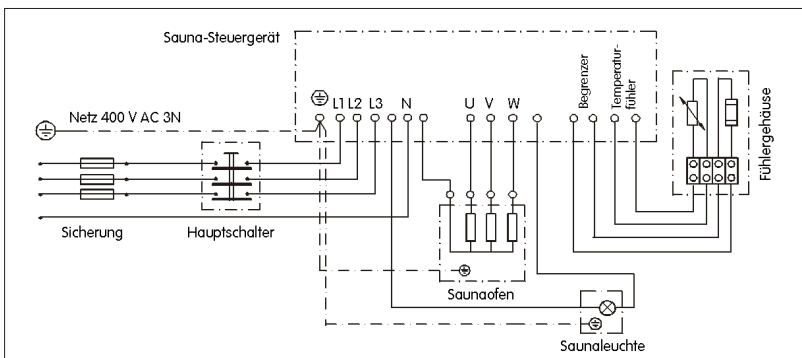 Sauna-Steuergerät
L1 L2 L3 N U V W
Begrenzer
Temperatur-
fühler
Netz 400 V AC 3N
Fühlergehäuse
Sicherung
Hauptschalter
Saunaofen
Saunaleuchte